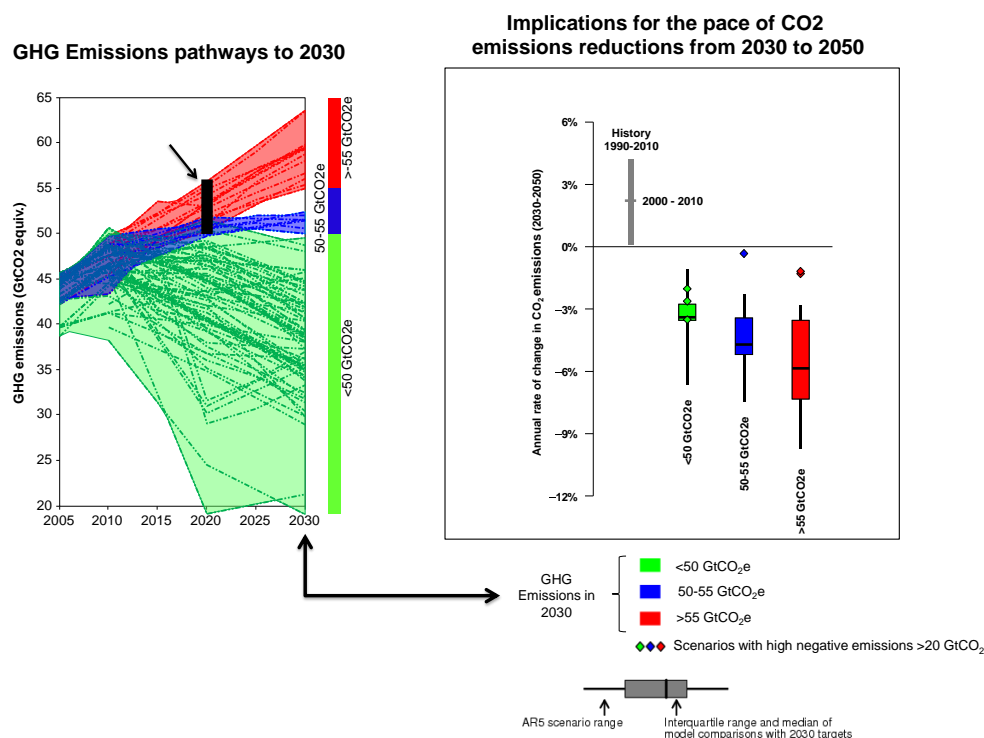 GHG Emissions pathways to 2030
GHG emissions (GtCO2 equiv.)
65
60
55
50
45
40
35
30
25
20
2005 2010 2015 2020 2025 2030
>-55 GtCO2e
50-55 GtCO2e
<50 GtCO2e
Implications for the pace of CO2
emissions reductions from 2030 to 2050
Annual rate of change in CO₂ emissions (2030-2050)
6%
3%
0%
−3%
−6%
−9%
−12%
History
1990-2010
2000 - 2010
<50 GtCO2e
50-55 GtCO2e
>55 GtCO2e
GHG
Emissions in
2030
<50 GtCO₂e
50-55 GtCO₂e
>55 GtCO₂e
Scenarios with high negative emissions >20 GtCO₂
AR5 scenario range
Interquartile range and median of
model comparisons with 2030 targets